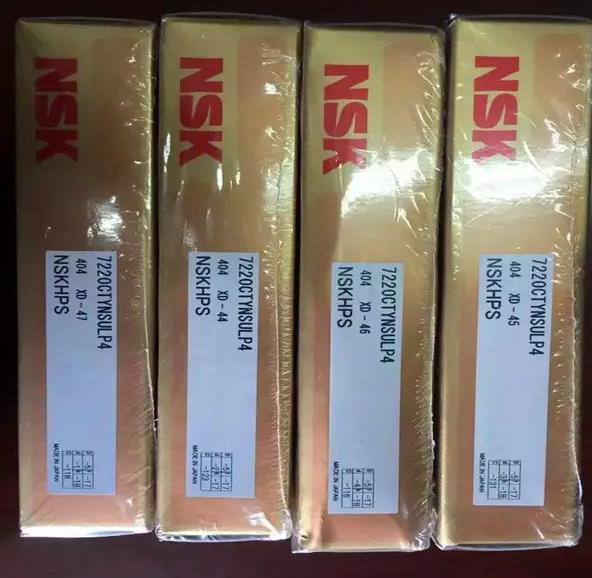 NSK
7220CTYNSULP4
404 XD-47
NSKHPS
MADE IN JAPAN
NSK
7220CTYNSULP4
404 XD-44
NSKHPS
MADE IN JAPAN
NSK
7220CTYNSULP4
404 XD-46
NSKHPS
MADE IN JAPAN
NSK
7220CTYNSULP4
404 XD-45
NSKHPS
MADE IN JAPAN